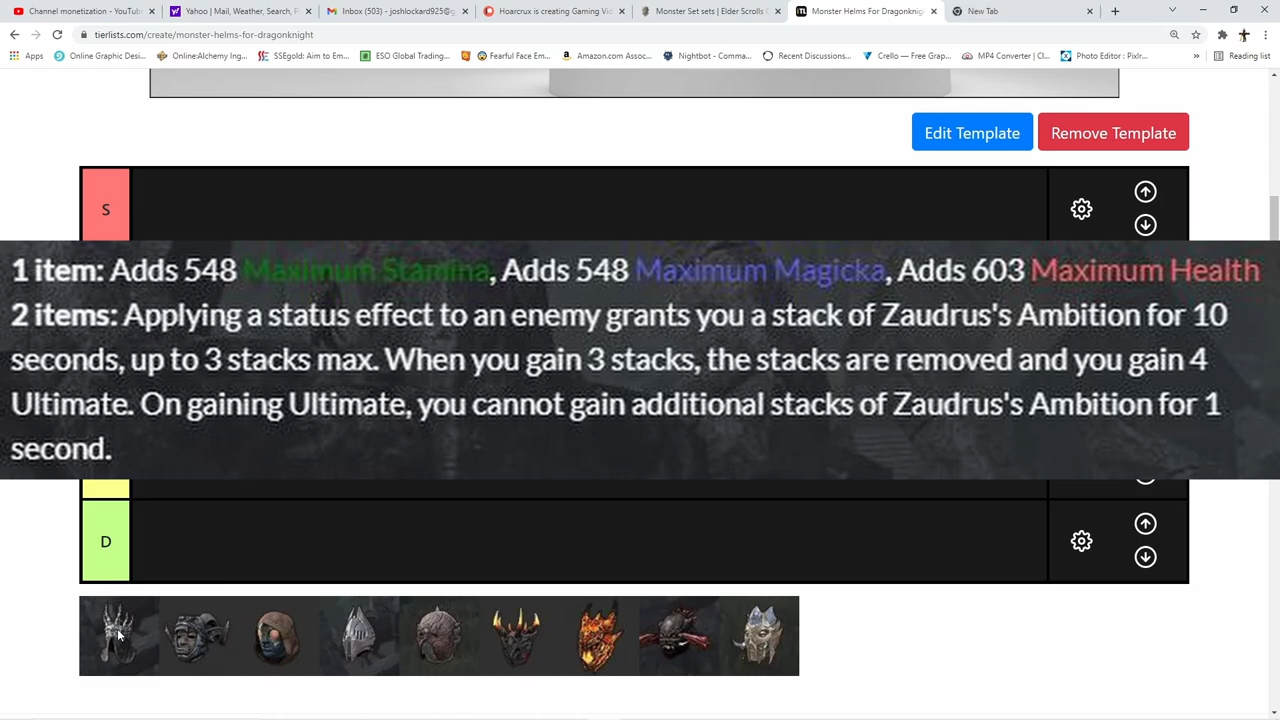 Channel monetization - YouTub
Yahoo | Mail, Weather, Search, P
Inbox (503) - joshlockard925@g
Hoarcrux is creating Gaming Vid
Monster Set sets | Elder Scrolls O
Monster Helms For Dragonknigh
New Tab
tierlists.com/create/monster-helms-for-dragonknight
Apps
Online Graphic Desi...
Online:Alchemy Ing...
SSEgold: Aim to Em...
ESO Global Trading...
Fearful Face Em...
Amazon.com Assoc...
Nightbot - Comma...
Recent Discussions...
Crello — Free Grap...
MP4 Converter | Cl...
Photo Editor : Pixlr...
»
Reading list
Edit Template
Remove Template
S
1 item: Adds 548 Maximum Stamina, Adds 548 Maximum Magicka, Adds 603 Maximum Health
2 items: Applying a status effect to an enemy grants you a stack of Zaudrus's Ambition for 10
seconds, up to 3 stacks max. When you gain 3 stacks, the stacks are removed and you gain 4
Ultimate. On gaining Ultimate, you cannot gain additional stacks of Zaudrus's Ambition for 1
second.
D